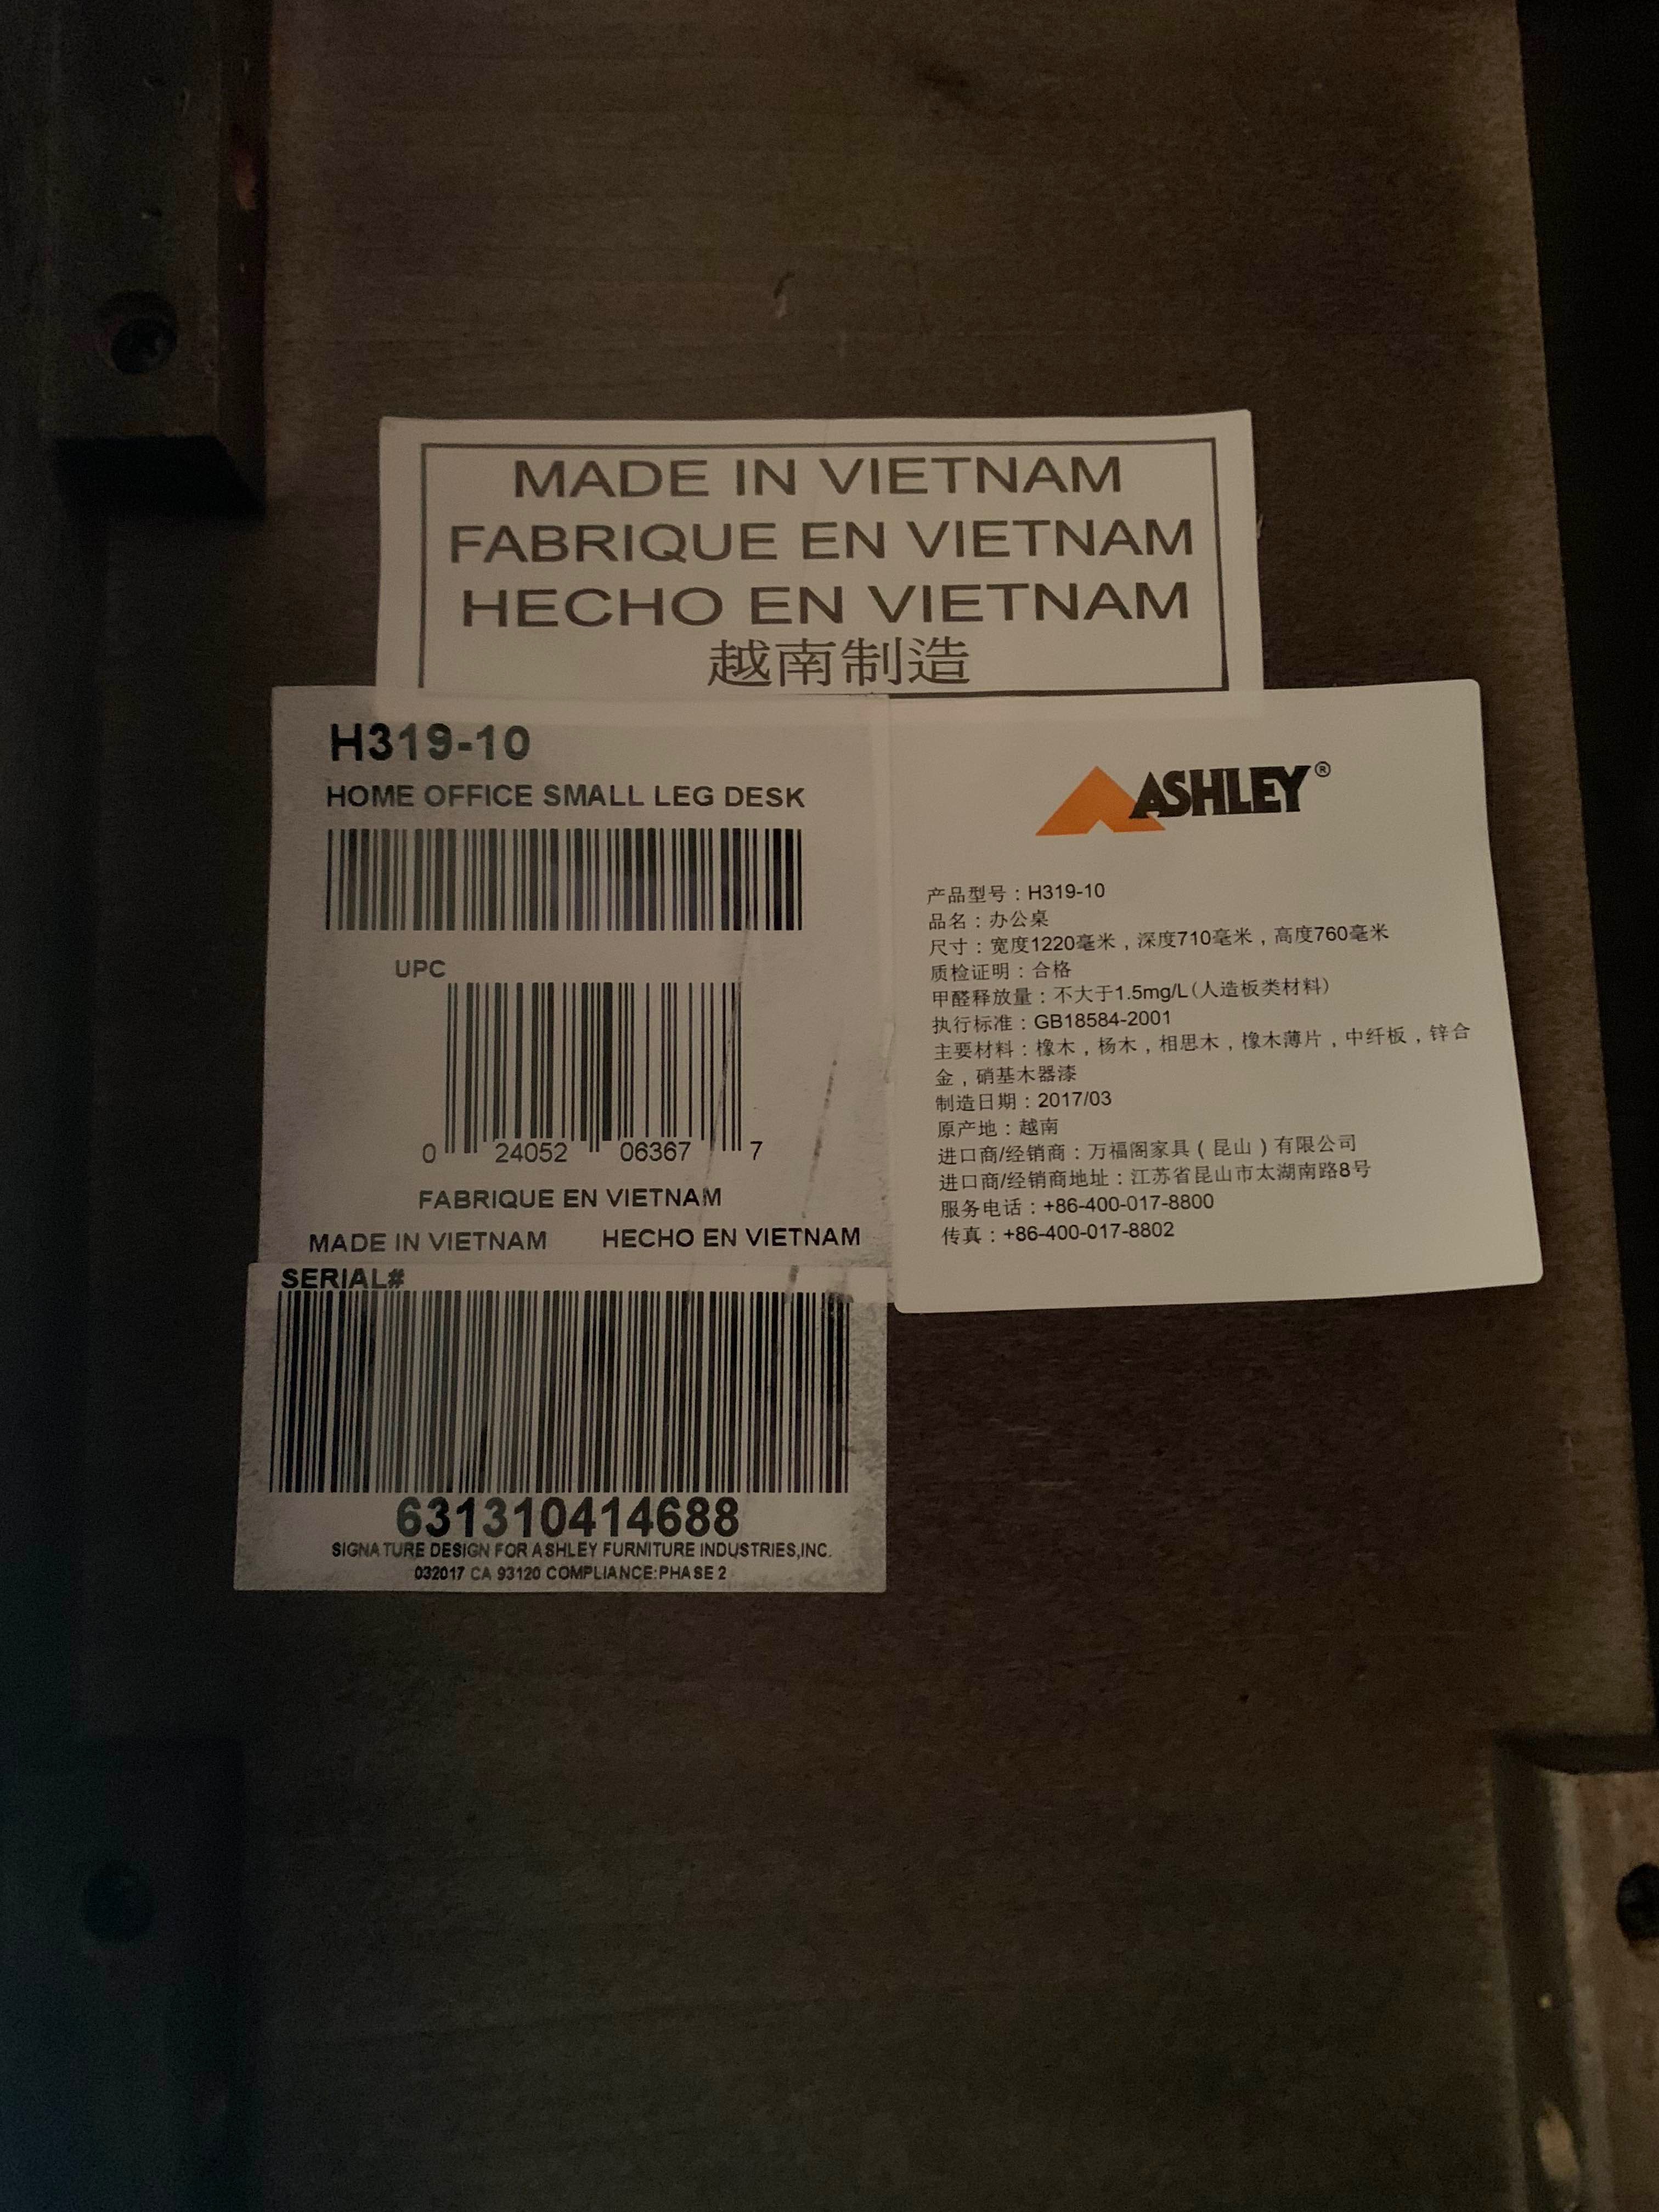 MADE IN VIETNAM
FABRIQUE EN VIETNAM
HECHO EN VIETNAM
越南制造
H319-10
HOME OFFICE SMALL LEG DESK
UPC
0 24052 06367 7
FABRIQUE EN VIETNAM
MADE IN VIETNAM HECHO EN VIETNAM
SERIAL#
631310414688
SIGNATURE DESIGN FOR ASHLEY FURNITURE INDUSTRIES,INC.
032017 CA 93120 COMPLIANCE:PHASE 2
ASHLEY®
产品型号：H319-10
品名：办公桌
尺寸：宽度1220毫米，深度710毫米，高度760毫米
质检证明：合格
甲醛释放量：不大于1.5mg/L（人造板类材料）
执行标准：GB18584-2001
主要材料：橡木，杨木，相思木，橡木薄片，中纤板，锌合
金，硝基木器漆
制造日期：2017/03
原产地：越南
进口商/经销商：万福阁家具（昆山）有限公司
进口商/经销商地址：江苏省昆山市太湖南路8号
服务电话：+86-400-017-8800
传真：+86-400-017-8802